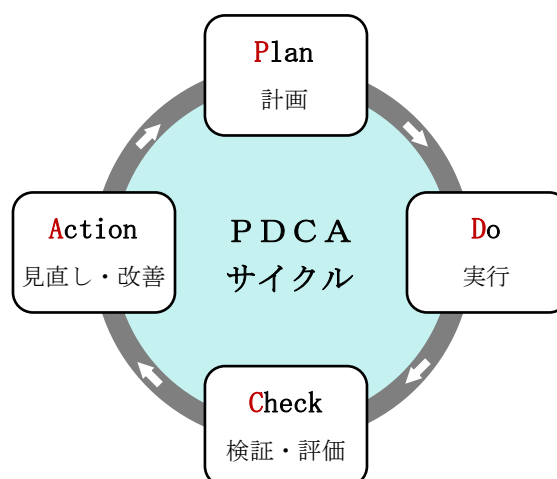 Plan
計画
Action
見直し・改善
ＰＤＣＡ
サイクル
Do
実行
Check
検証・評価